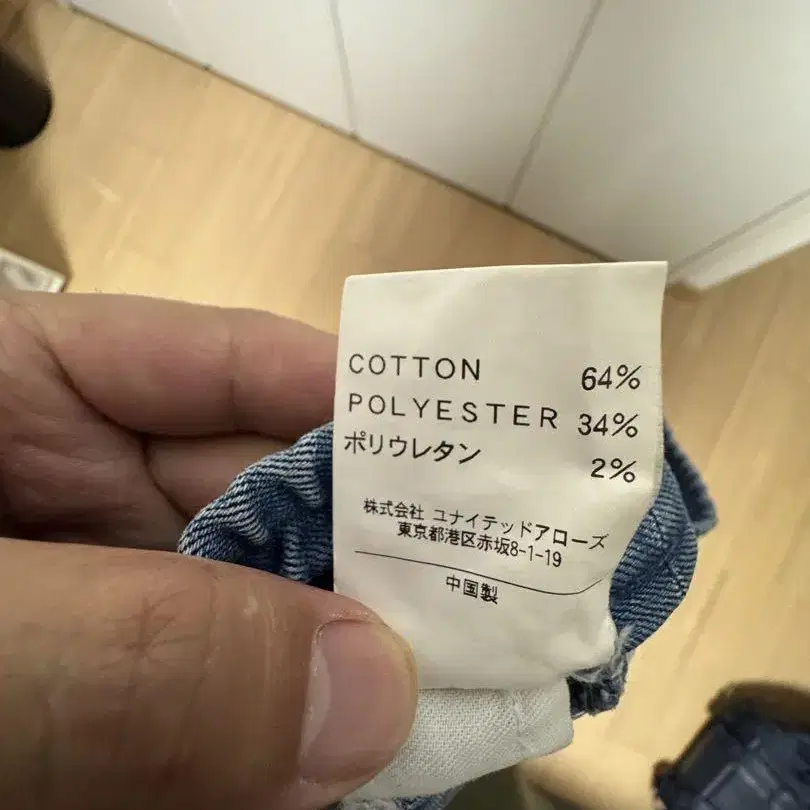 COTTON 64%
POLYESTER 34%
ポリウレタン 2%
株式会社 ユナイテッドアローズ
東京都港区赤坂8-1-19
中国製